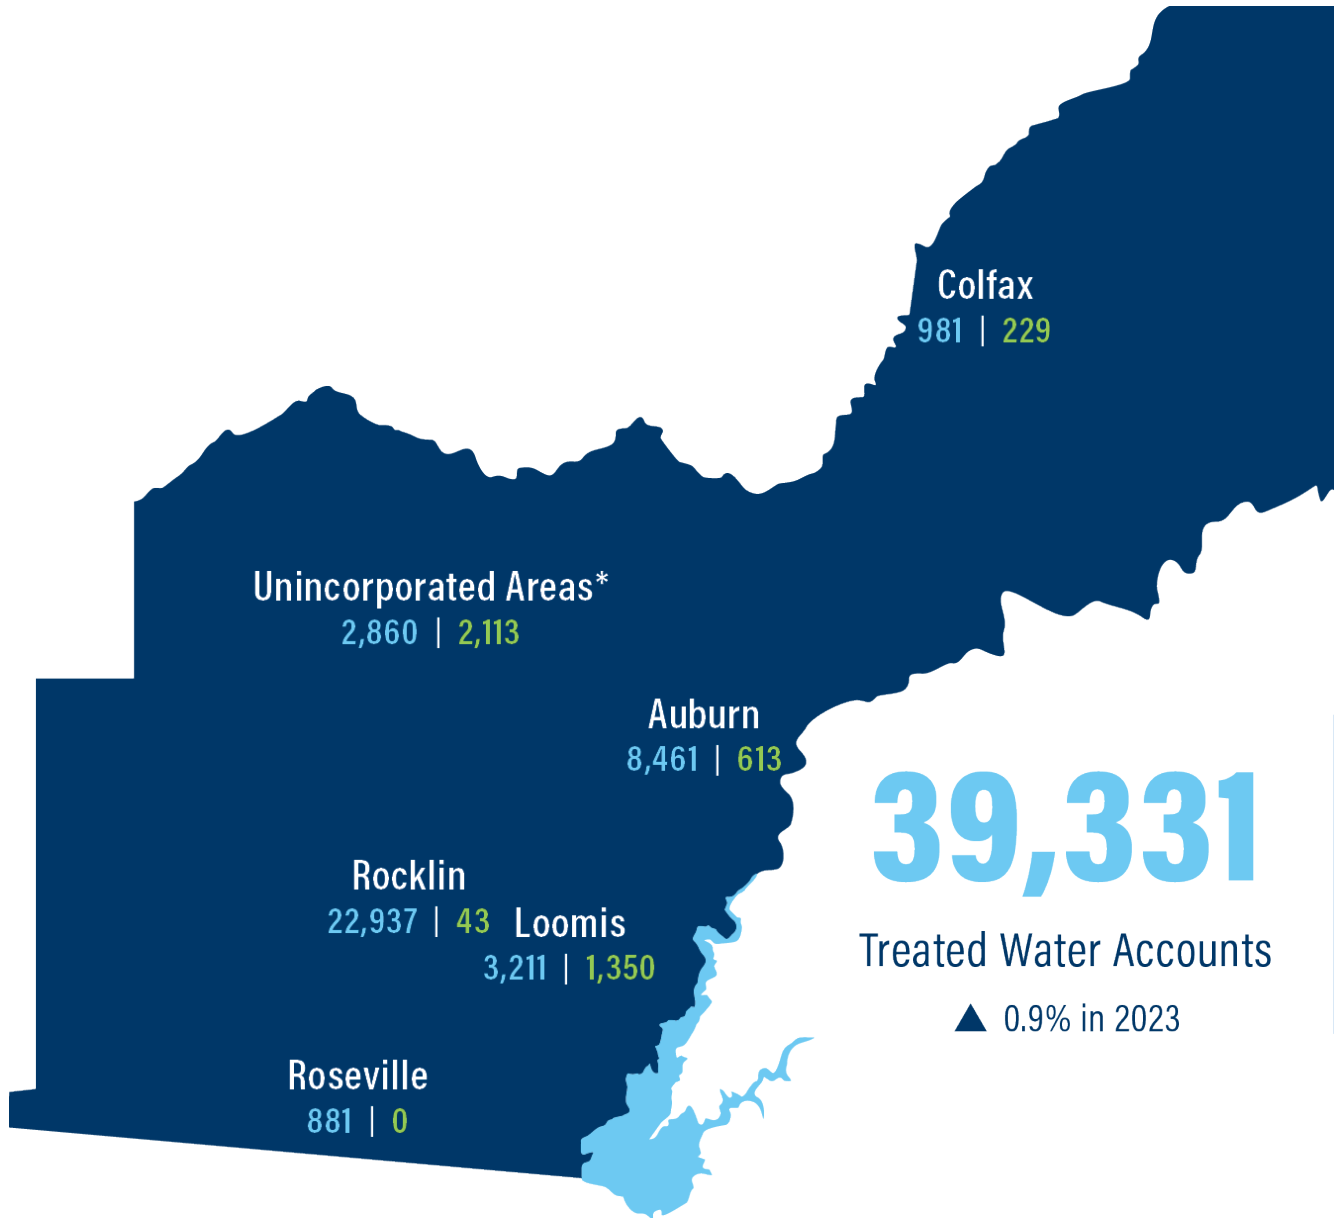 Colfax
981 | 229
Unincorporated Areas*
2,860 | 2,113
Auburn
8,461 | 613
Rocklin
22,937 | 43
Loomis
3,211 | 1,350
Roseville
881 | 0
39,331
Treated Water Accounts
▲ 0.9% in 2023